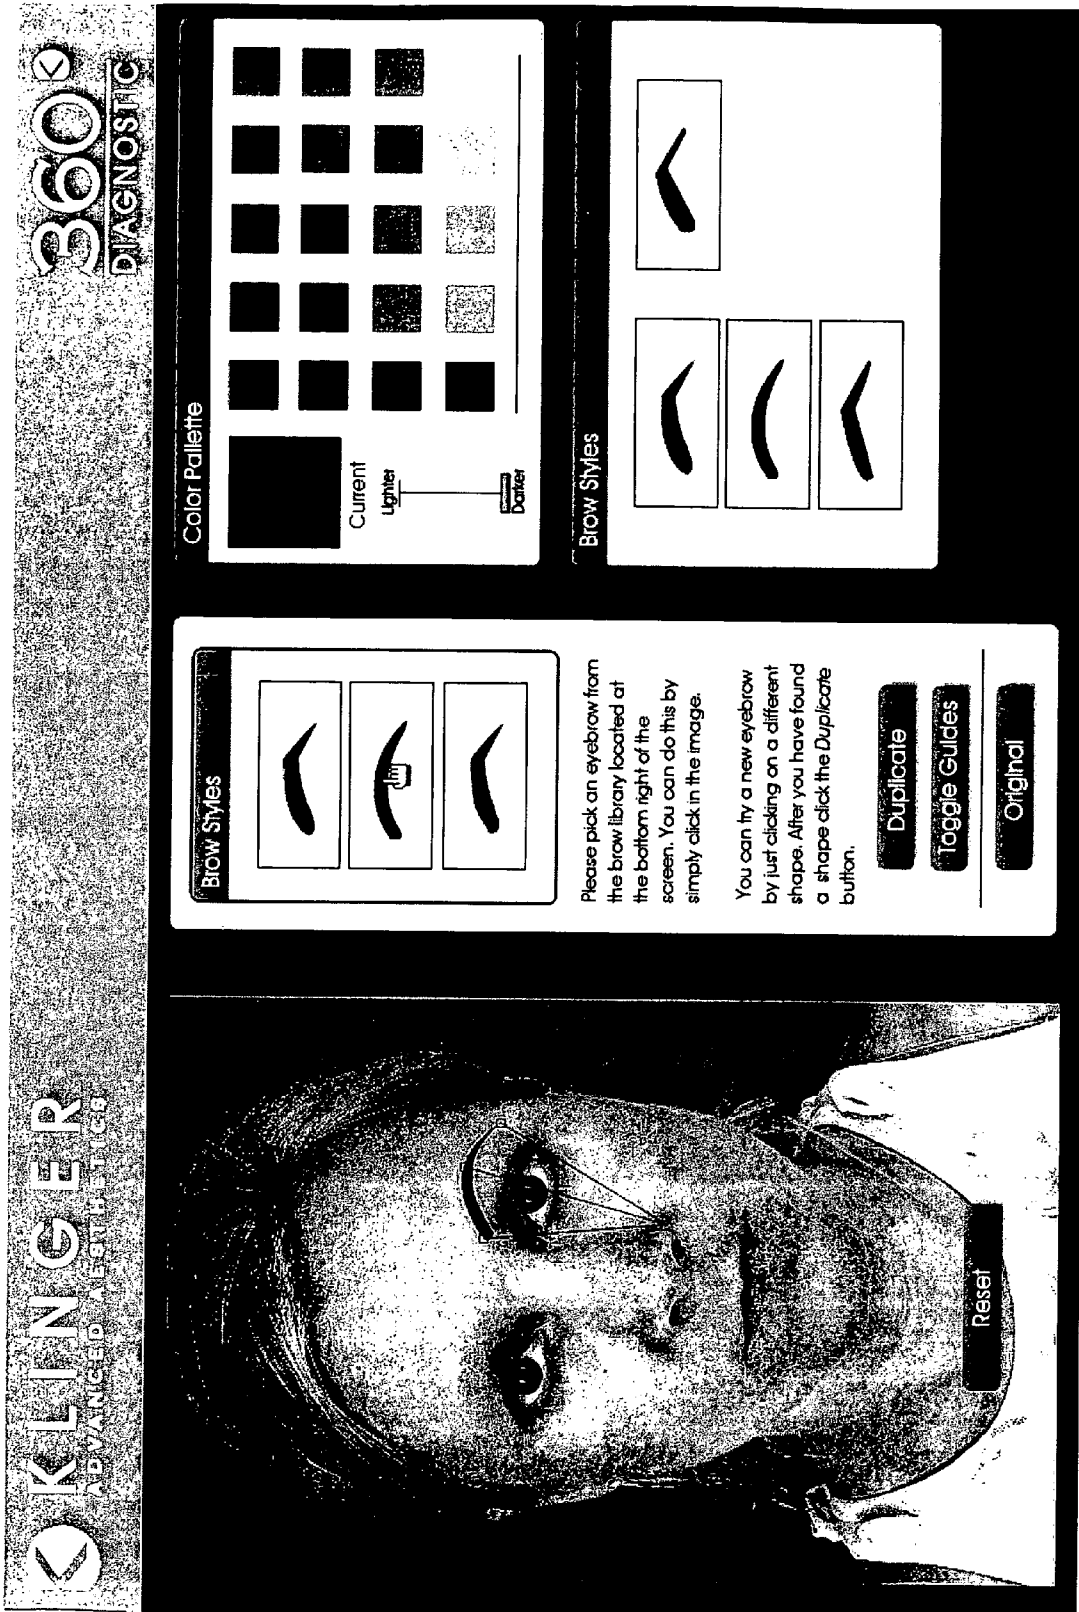 KLINGER
ADVANCED AESTHETICS
360°
DIAGNOSTIC
Reset
Brow Styles
Please pick an eyebrow from
the brow library located at
the bottom right of the
screen. You can do this by
simply click in the image.
You can try a new eyebrow
by just clicking on a different
shape. After you have found
a shape click the Duplicate
button.
Duplicate
Toggle Guides
Original
Color Pallette
Current
Lighter
Darker
Brow Styles